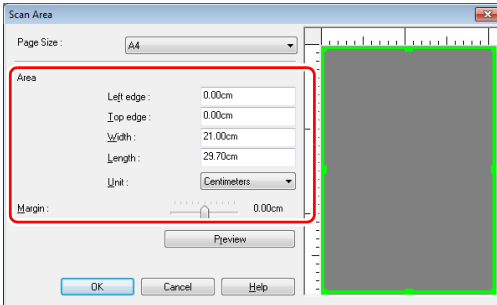 Scan Area
Page Size : A4
Area
Left edge : 0.00cm
Top edge : 0.00cm
Width : 21.00cm
Length : 29.70cm
Unit : Centimeters
Margin : 0.00cm
Preview
OK Cancel Help